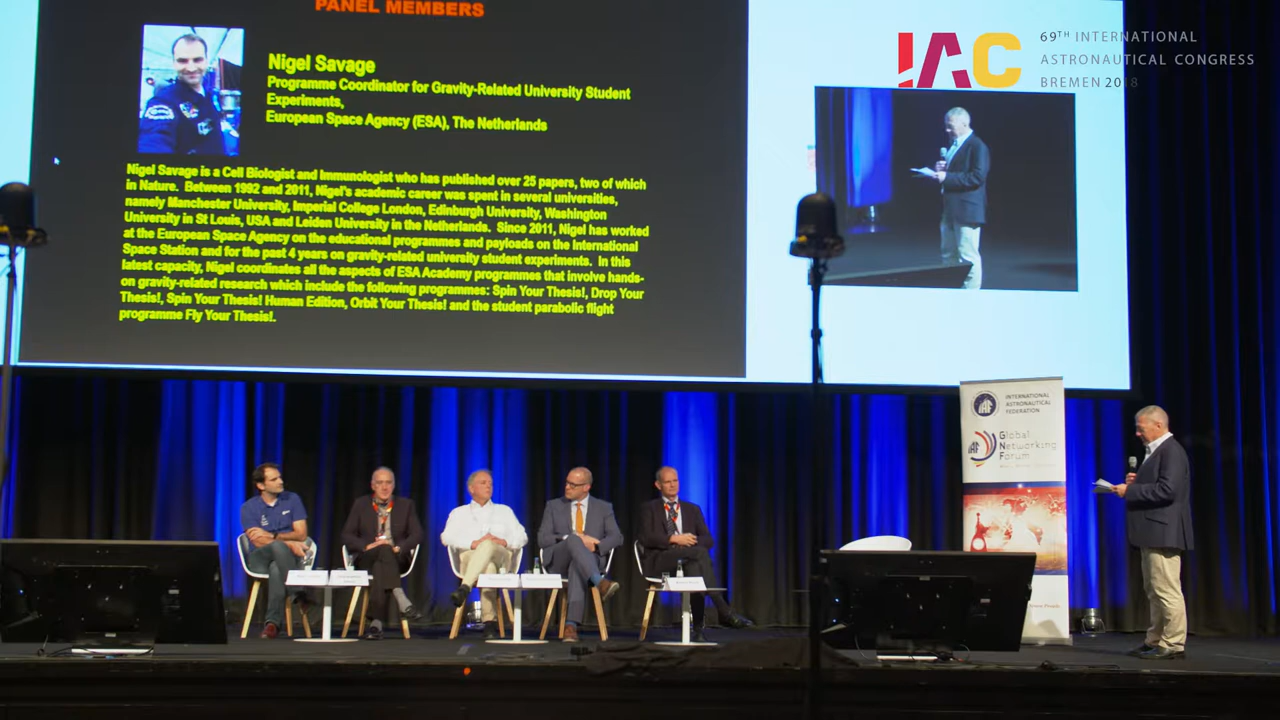 PANEL MEMBERS
Nigel Savage
Programme Coordinator for Gravity-Related University Student
Experiments,
European Space Agency (ESA), The Netherlands
Nigel Savage is a Cell Biologist and Immunologist who has published over 25 papers, two of which
in Nature. Between 1992 and 2011, Nigel's academic career was spent in several universities,
namely Manchester University, Imperial College London, Edinburgh University, Washington
University in St Louis, USA and Leiden University in the Netherlands. Since 2011, Nigel has worked
at the European Space Agency on the educational programmes and payloads on the International
Space Station and for the past 4 years on gravity-related university student experiments. In this
latest capacity, Nigel coordinates all the aspects of ESA Academy programmes that involve hands-
on gravity-related research which include the following programmes: Spin Your Thesis!, Drop Your
Thesis!, Spin Your Thesis! Human Edition, Orbit Your Thesis! and the student parabolic flight
programme Fly Your Thesis!.
IAC
69TH INTERNATIONAL
ASTRONAUTICAL CONGRESS
BREMEN 2018
IAF
INTERNATIONAL
ASTRONAUTICAL
FEDERATION
IAF
Global
Networking
Forum